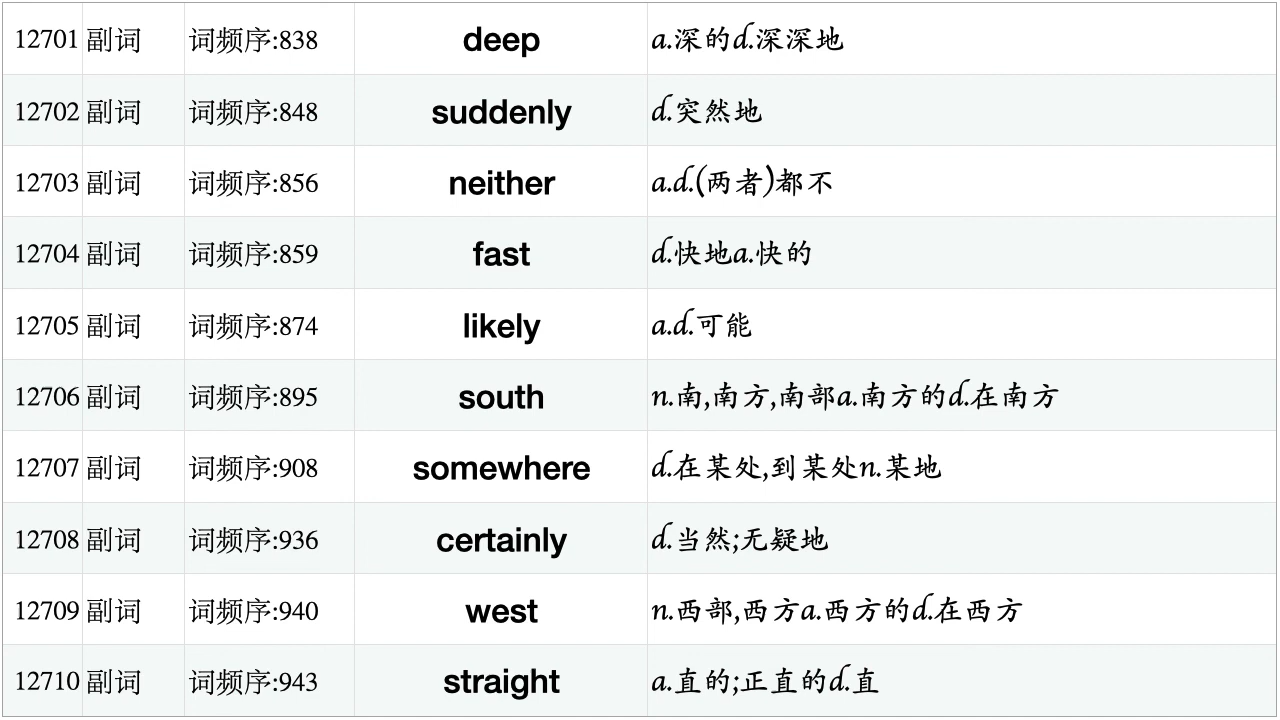 12701 副词 词频序:838 deep a.深的d.深深地
12702 副词 词频序:848 suddenly d.突然地
12703 副词 词频序:856 neither a.d.(两者)都不
12704 副词 词频序:859 fast d.快地a.快的
12705 副词 词频序:874 likely a.d.可能
12706 副词 词频序:895 south n.南,南方,南部a.南方的d.在南方
12707 副词 词频序:908 somewhere d.在某处,到某处n.某地
12708 副词 词频序:936 certainly d.当然;无疑地
12709 副词 词频序:940 west n.西部,西方a.西方的d.在西方
12710 副词 词频序:943 straight a.直的;正直的d.直